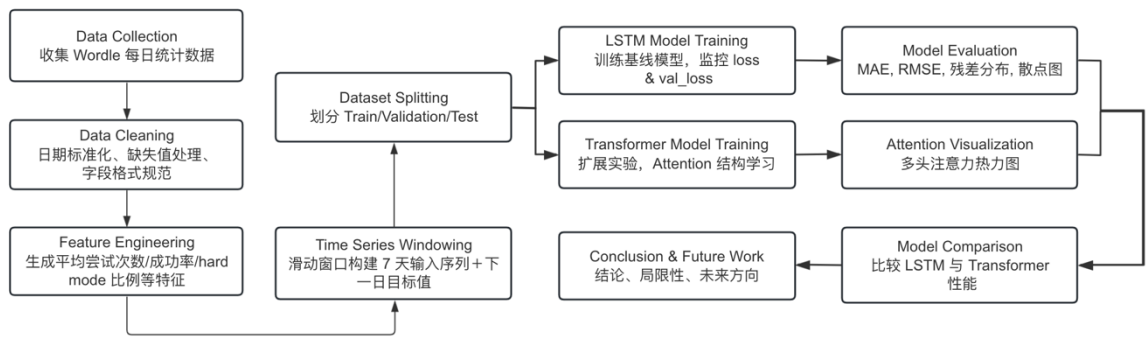 Data Collection
收集 Wordle 每日统计数据
Data Cleaning
日期标准化、缺失值处理、
字段格式规范
Feature Engineering
生成平均尝试次数/成功率/hard
mode 比例等特征
Time Series Windowing
滑动窗口构建 7 天输入序列＋下
一日目标值
Dataset Splitting
划分 Train/Validation/Test
LSTM Model Training
训练基线模型，监控 loss
& val_loss
Transformer Model Training
扩展实验，Attention 结构学习
Model Evaluation
MAE, RMSE, 残差分布, 散点图
Attention Visualization
多头注意力热力图
Model Comparison
比较 LSTM 与 Transformer
性能
Conclusion & Future Work
结论、局限性、未来方向